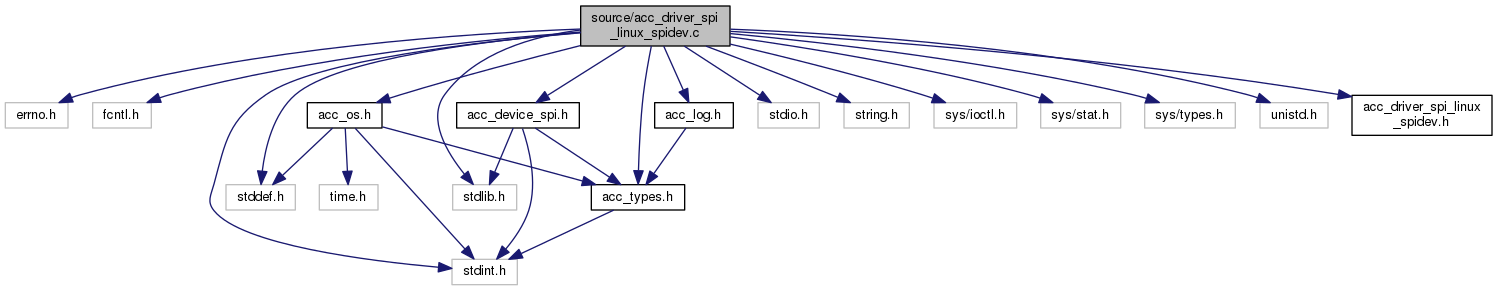 source/acc_driver_spi
_linux_spidev.c
errno.h
fcntl.h
acc_os.h
acc_device_spi.h
acc_log.h
stdio.h
string.h
sys/ioctl.h
sys/stat.h
sys/types.h
unistd.h
acc_driver_spi_linux
_spidev.h
stddef.h
time.h
stdlib.h
acc_types.h
stdint.h